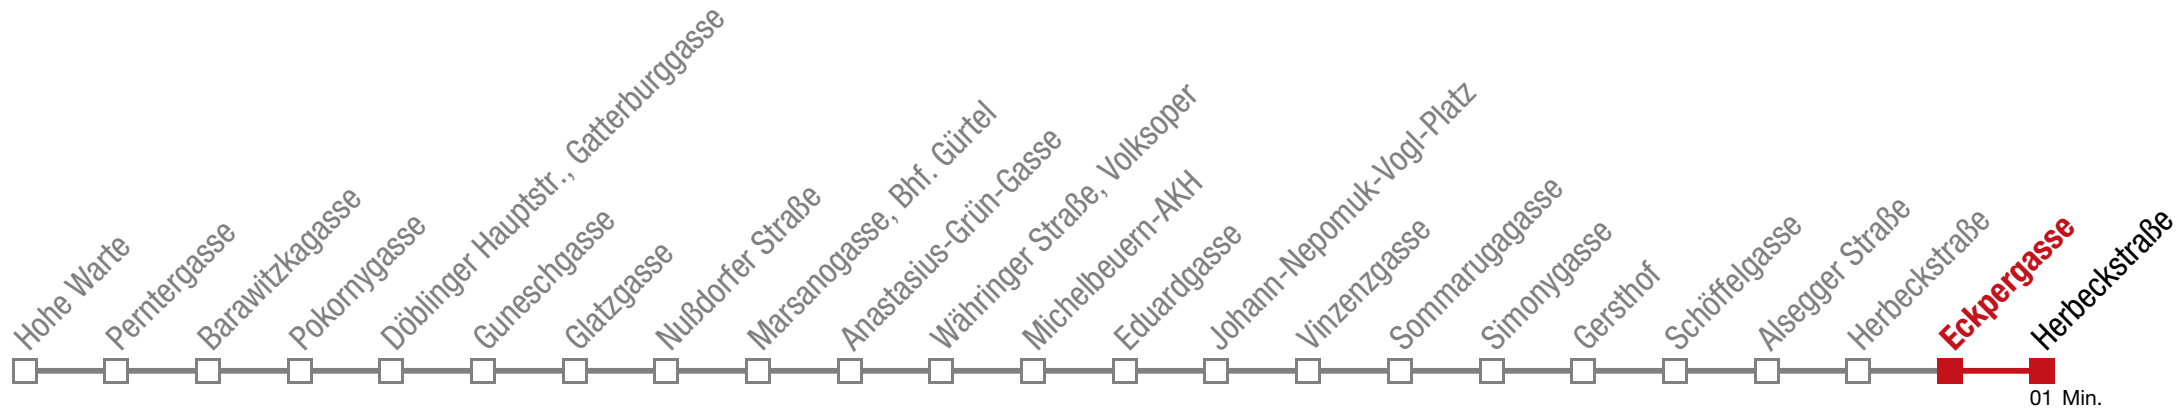 Hohe Warte
Perntergasse
Barawitzkagasse
Pokornygasse
Döblinger Hauptstr., Gatterburggasse
Guneschgasse
Glatzgasse
Nußdorfer Straße
Marsanogasse, Bhf. Gürtel
Anastasius-Grün-Gasse
Währinger Straße, Volksoper
Michelbeuern-AKH
Eduardgasse
Johann-Nepomuk-Vogl-Platz
Vinzenzgasse
Sommarugagasse
Simonygasse
Gersthof
Schöffelgasse
Alsegger Straße
Herbeckstraße
Eckpergasse
Herbeckstraße
01 Min.